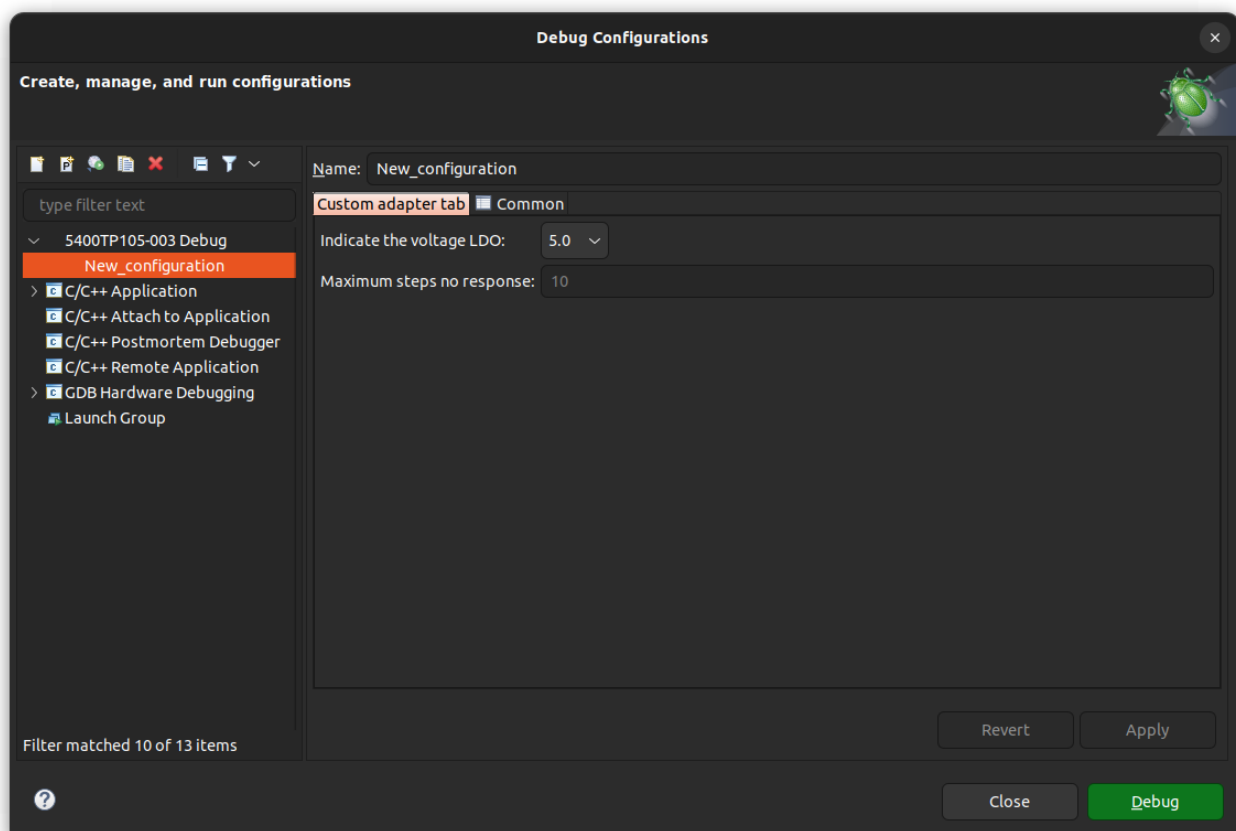 Debug Configurations
Create, manage, and run configurations
type filter text
5400TP105-003 Debug
New_configuration
C/C++ Application
C/C++ Attach to Application
C/C++ Postmortem Debugger
C/C++ Remote Application
GDB Hardware Debugging
Launch Group
Filter matched 10 of 13 items
Name: New_configuration
Custom adapter tab Common
Indicate the voltage LDO: 5.0
Maximum steps no response: 10
Revert Apply
Close Debug